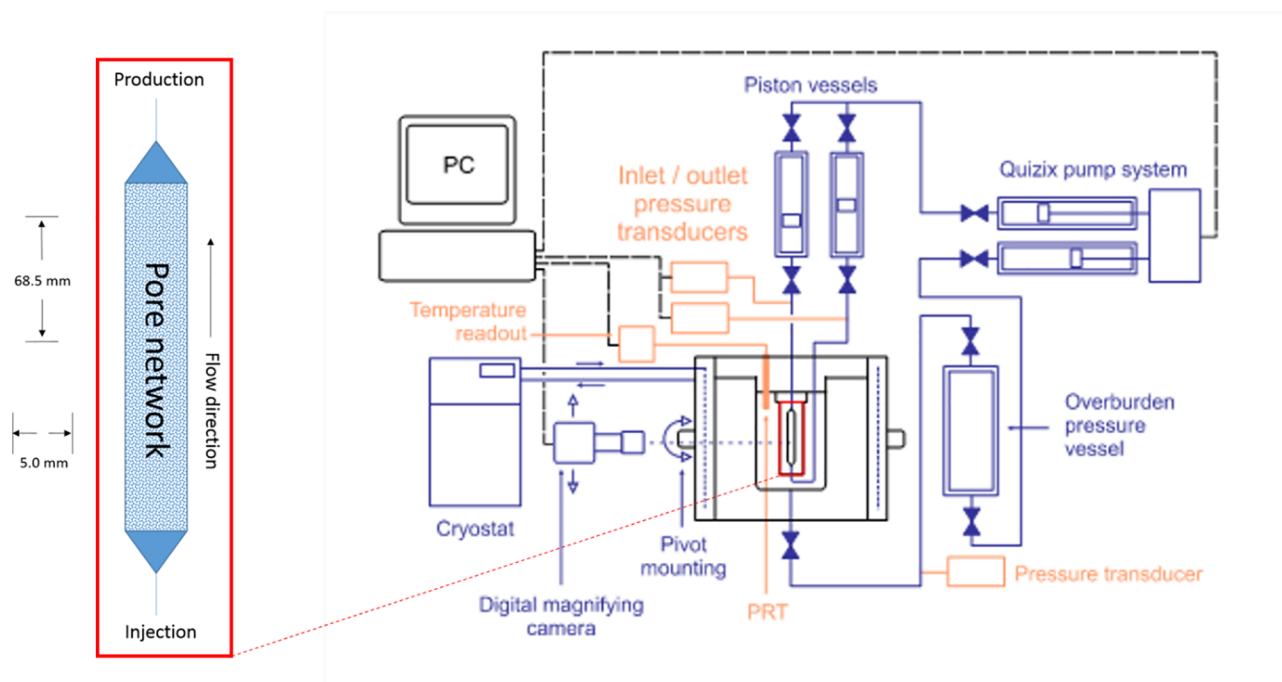 Production
Pore network
Flow direction
68.5 mm
5.0 mm
Injection
PC
Piston vessels
Inlet / outlet
pressure
transducers
Quizix pump system
Temperature
readout
Overburden
pressure
vessel
Cryostat
Pivot
mounting
Digital magnifying
camera
PRT
Pressure transducer